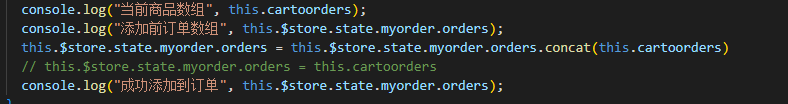 console.log("当前商品数组", this.cartoorders);
console.log("添加前订单数组", this.$store.state.myorder.orders);
this.$store.state.myorder.orders = this.$store.state.myorder.orders.concat(this.cartoorders)
// this.$store.state.myorder.orders = this.cartoorders
console.log("成功添加到订单", this.$store.state.myorder.orders);